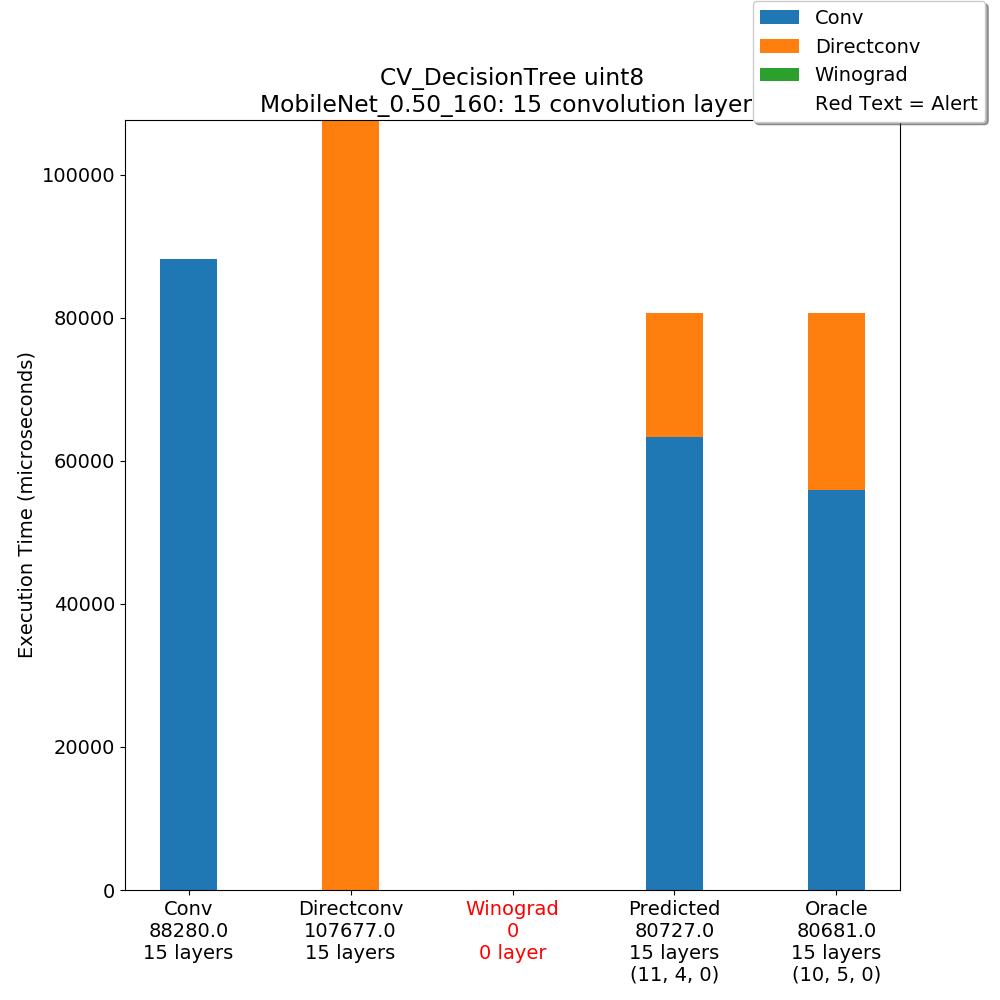 Conv
Directconv
Winograd
Red Text = Alert
CV_DecisionTree uint8
MobileNet_0.50_160: 15 convolution layer
Execution Time (microseconds)
100000
80000
60000
40000
20000
0
Conv
88280.0
15 layers
Directconv
107677.0
15 layers
Winograd
0
0 layer
Predicted
80727.0
15 layers
(11, 4, 0)
Oracle
80681.0
15 layers
(10, 5, 0)